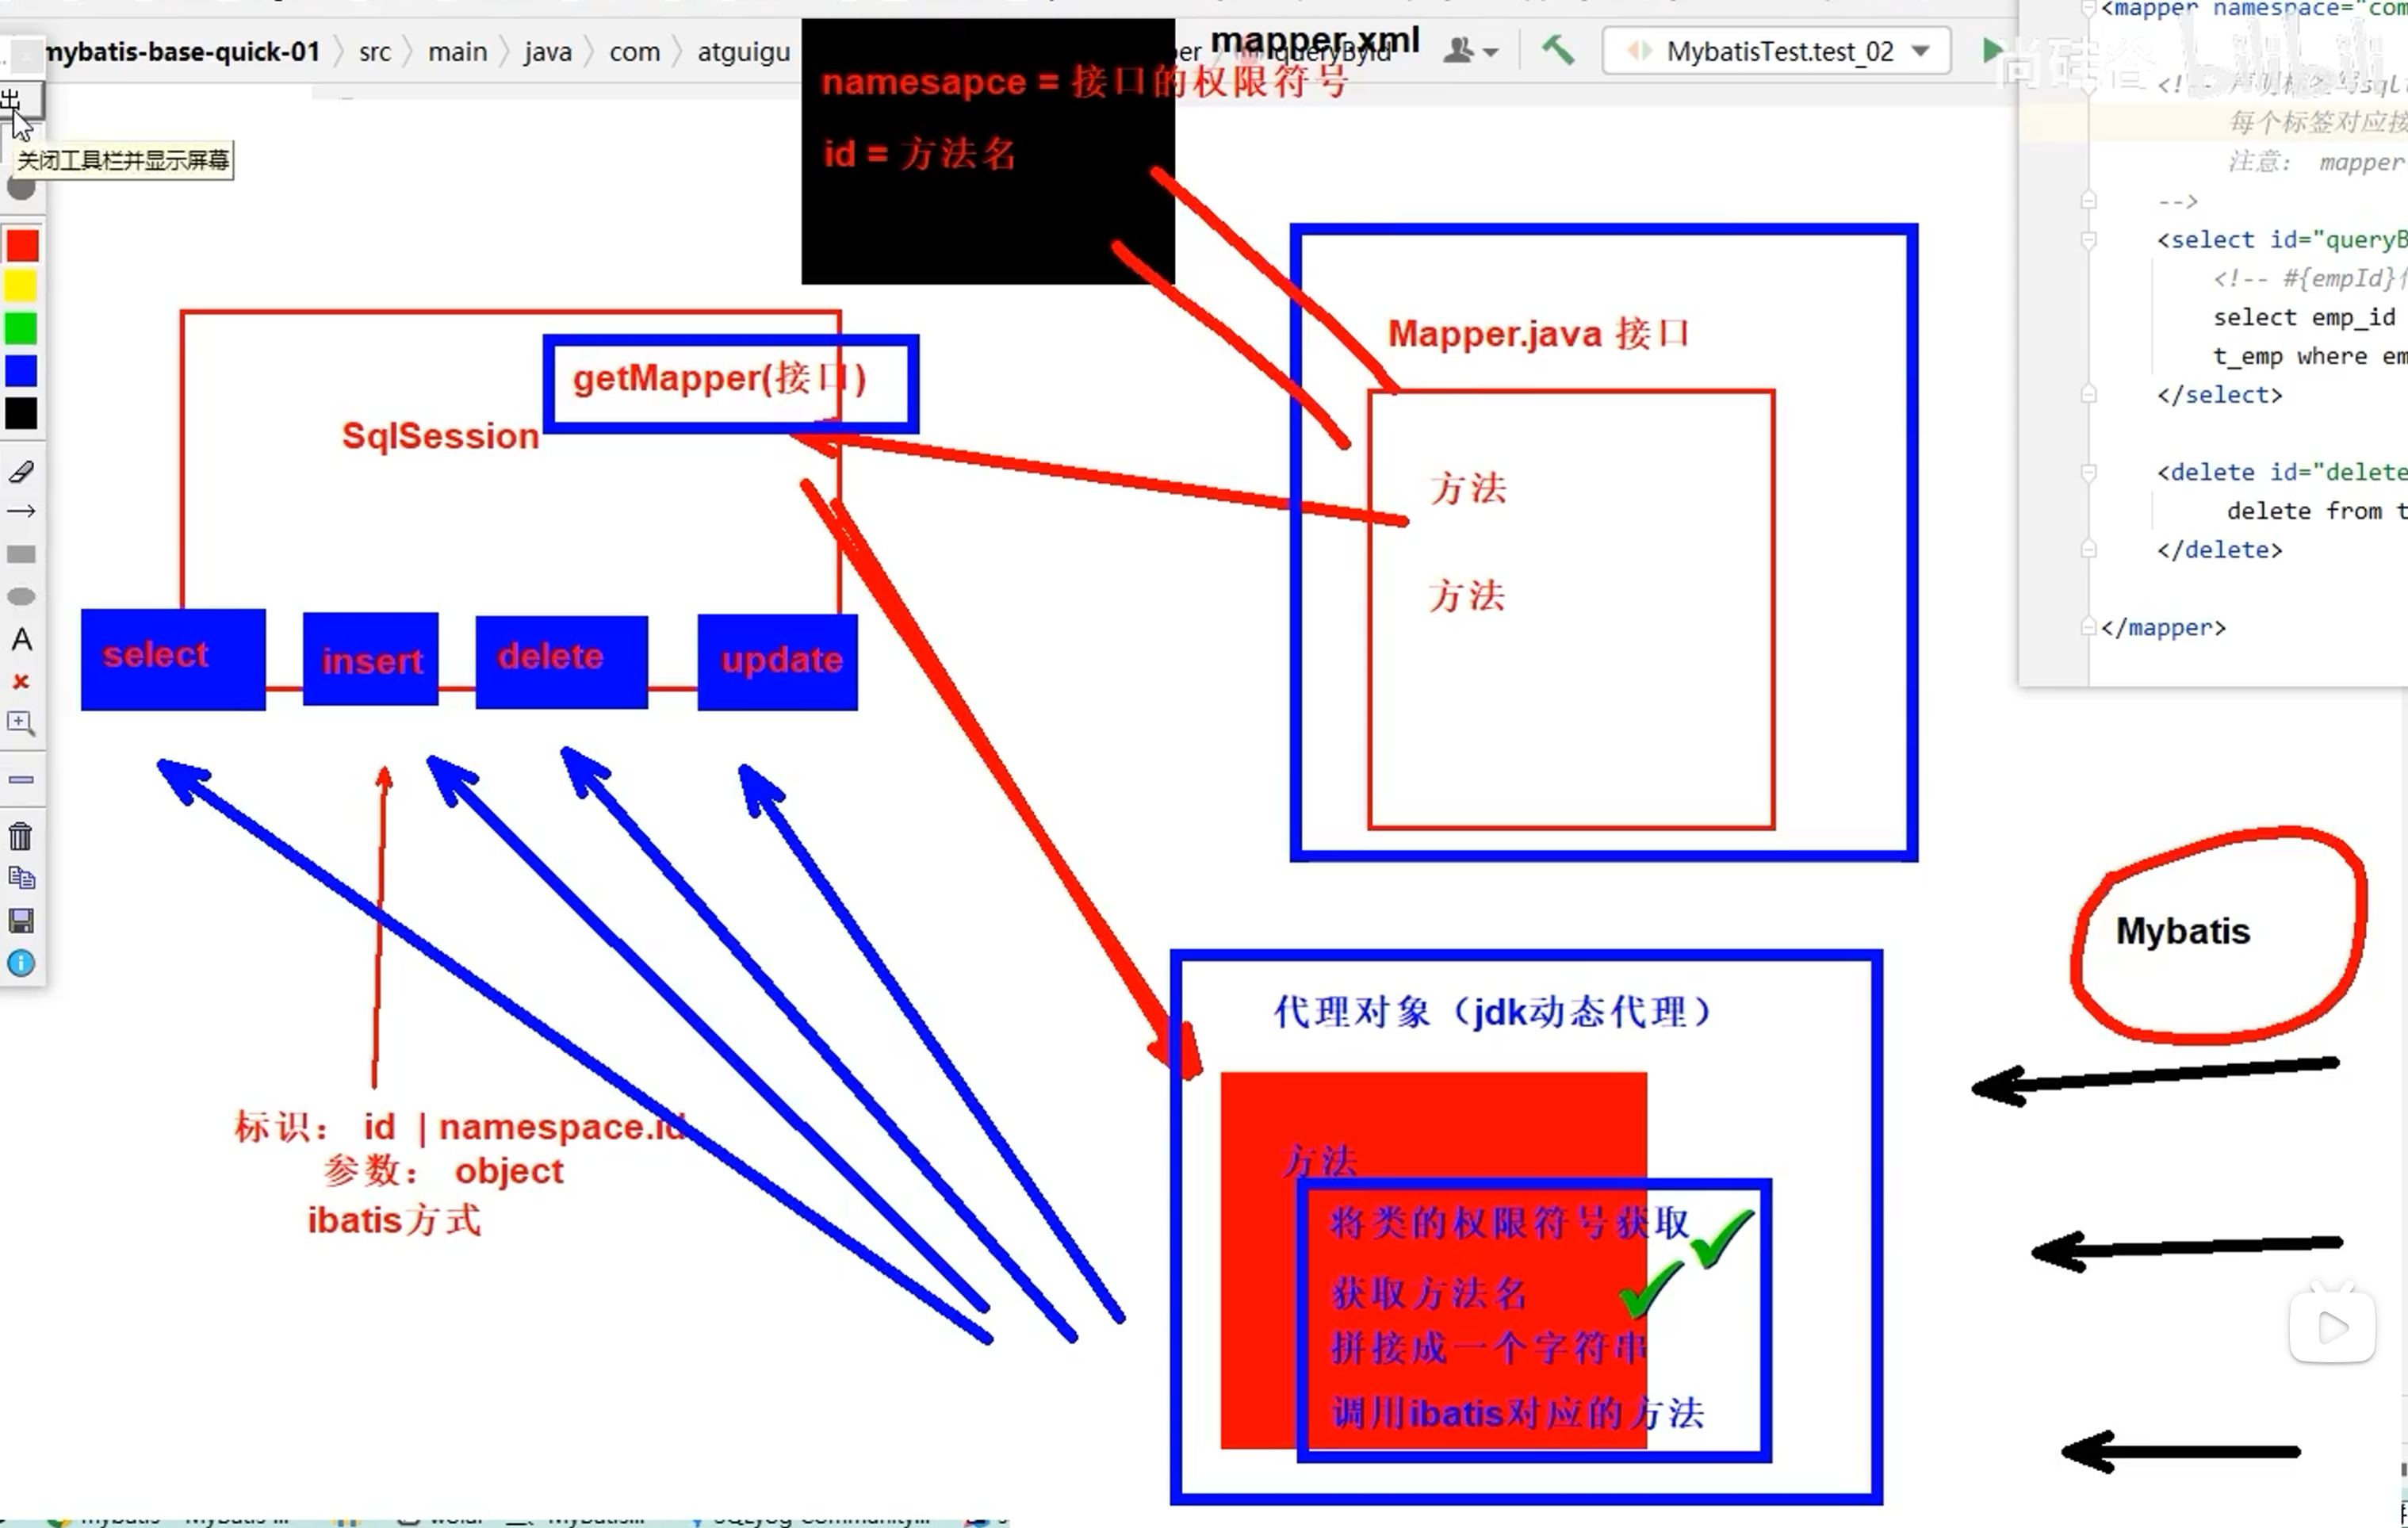 mybatis-base-quick-01 〉 src 〉 main 〉 java 〉 com 〉 atguigu
queryById
MybatisTest.test_02
mapper.xml
namesapce = 接口的权限符号
id = 方法名
出
关闭工具栏并显示屏幕
A
尚硅谷
<mapper namespace="com
每个标签对应接
注意： mapper
-->
<select id="queryB
<!-- #{empId}
select emp_id
t_emp where em
</select>
<delete id="delete
delete from t
</delete>
</mapper>
getMapper(接口)
SqlSession
select
insert
delete
update
Mapper.java 接口
方法
方法
标识： id | namespace.id
参数： object
ibatis方式
Mybatis
代理对象（jdk动态代理）
方法
将类的权限符号获取
获取方法名
拼接成一个字符串
调用ibatis对应的方法